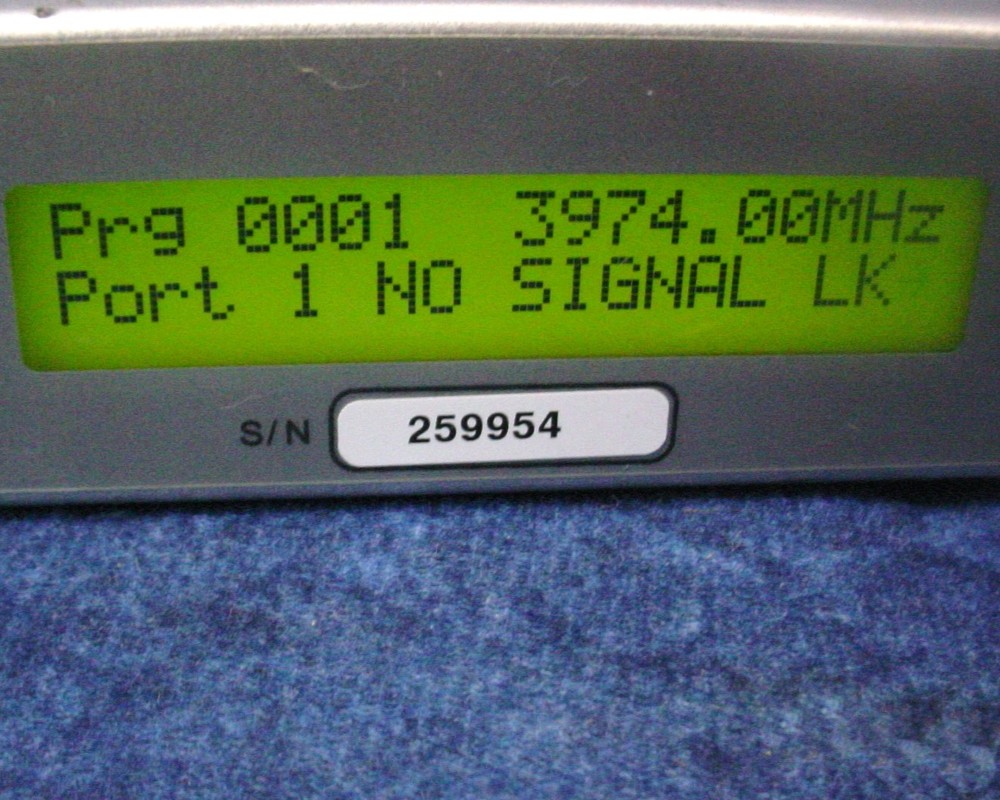 Prg 0001 3974.00MHz
Port 1 NO SIGNAL LK
S/N 259954